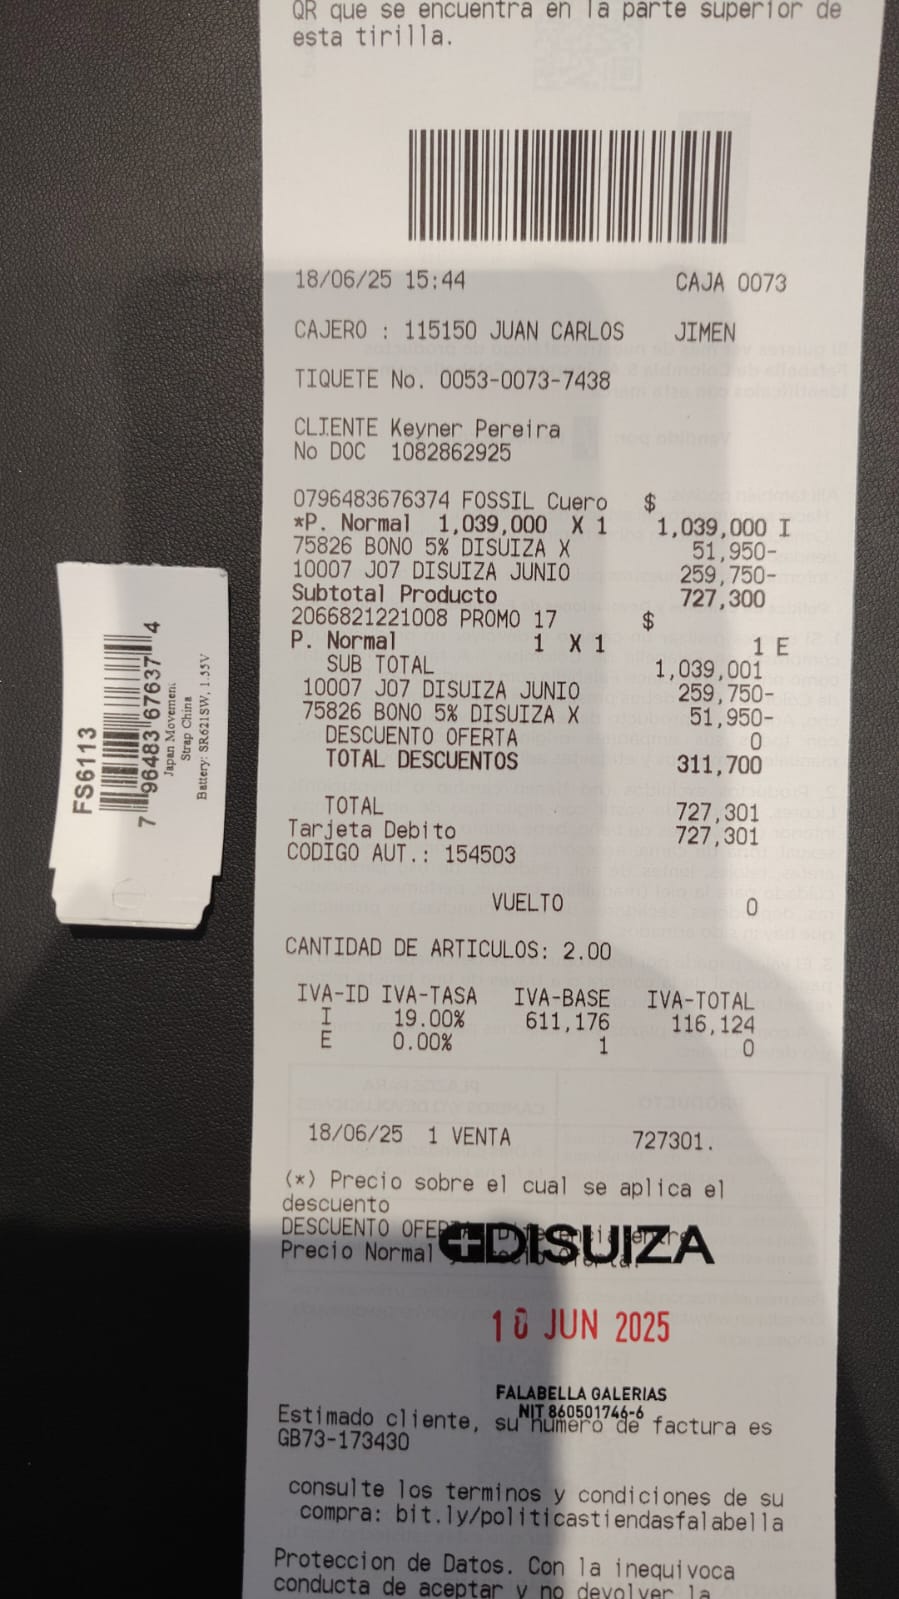 QR que se encuentra en la parte superior de
esta tirilla.
18/06/25 15:44 CAJA 0073
CAJERO : 115150 JUAN CARLOS JIMEN
TIQUETE No. 0053-0073-7438
CLIENTE Keyner Pereira
No DOC 1082862925
0796483676374 FOSSIL Cuero $
*P. Normal 1,039,000 X 1 1,039,000 I
75826 BONO 5% DISUIZA X 51,950-
10007 J07 DISUIZA JUNIO 259,750-
Subtotal Producto 727,300
2066821221008 PROMO 17 $
P. Normal 1 X 1 1 E
SUB TOTAL 1,039,001
10007 J07 DISUIZA JUNIO 259,750-
75826 BONO 5% DISUIZA X 51,950-
DESCUENTO OFERTA 0
TOTAL DESCUENTOS 311,700
TOTAL 727,301
Tarjeta Debito 727,301
CODIGO AUT.: 154503
VUELTO 0
CANTIDAD DE ARTICULOS: 2.00
IVA-ID IVA-TASA IVA-BASE IVA-TOTAL
I 19.00% 611,176 116,124
E 0.00% 1 0
18/06/25 1 VENTA 727301.
(*) Precio sobre el cual se aplica el
descuento
DESCUENTO
Precio Normal
DISUIZA
JUN 2025
FALABELLA GALERIAS
NIT 860501746-6
Estimado cliente, su numero de factura es
GB73-173430
consulte los terminos y condiciones de su
compra: bit.ly/politicastiendasfalabella
Proteccion de Datos. Con la inequivoca
conducta de aceptar y no devolver la
FS6113
7 96483 67637 4
Japan Movement
Strap China
Battery: SR621SW, 1.55V